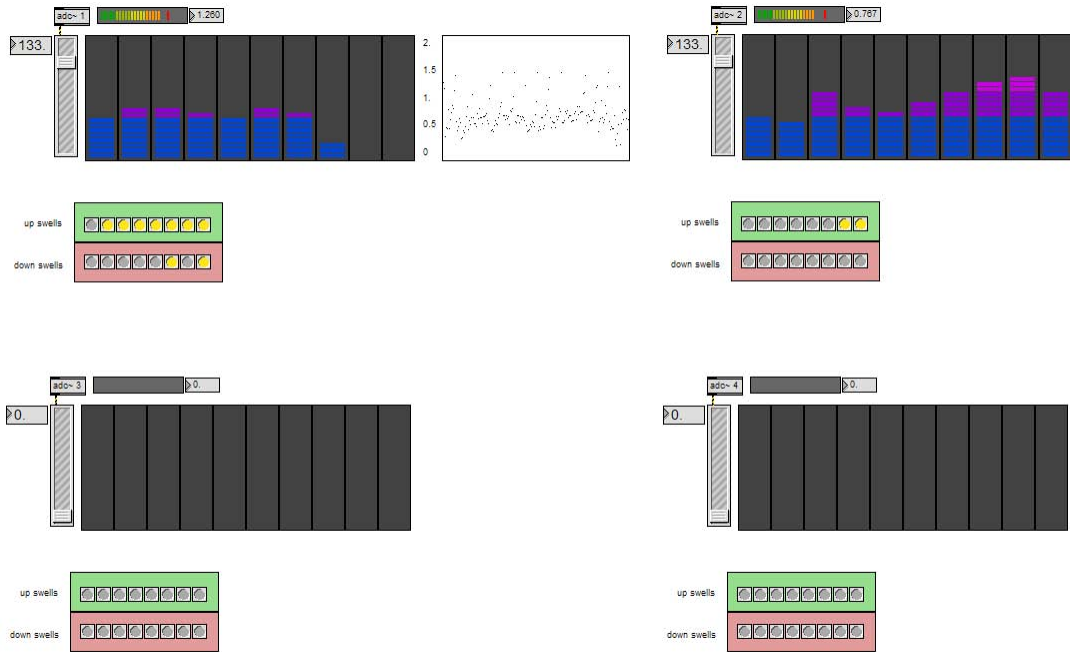 adc~ 1
1.260
133.
2.
1.5
1.
0.5
0
up swells
down swells
adc~ 2
0.767
133.
up swells
down swells
adc~ 3
0.
0.
up swells
down swells
adc~ 4
0.
0.
up swells
down swells